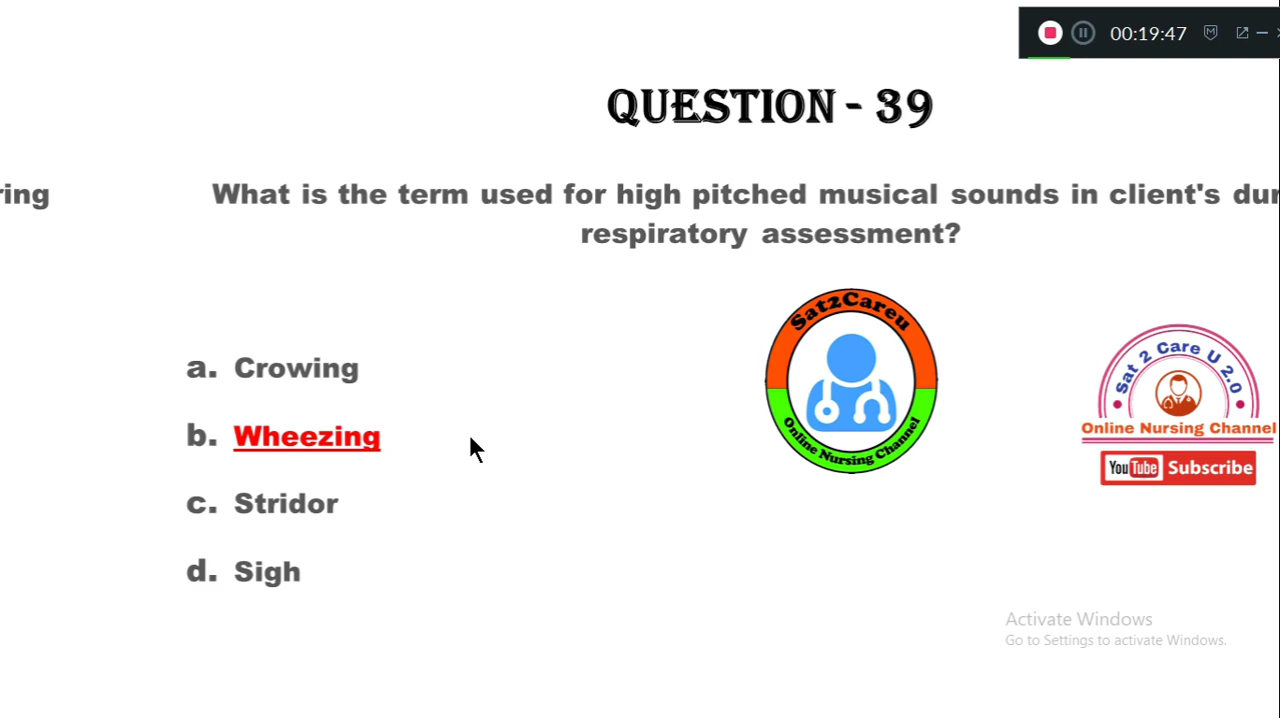 00:19:47
QUESTION - 39
ring
What is the term used for high pitched musical sounds in client's dur
respiratory assessment?
Sat2Careu
Online Nursing Channel
Sat 2 Care U 2.0
Online Nursing Channel
YouTube Subscribe
a. Crowing
b. Wheezing
c. Stridor
d. Sigh
Activate Windows
Go to Settings to activate Windows.